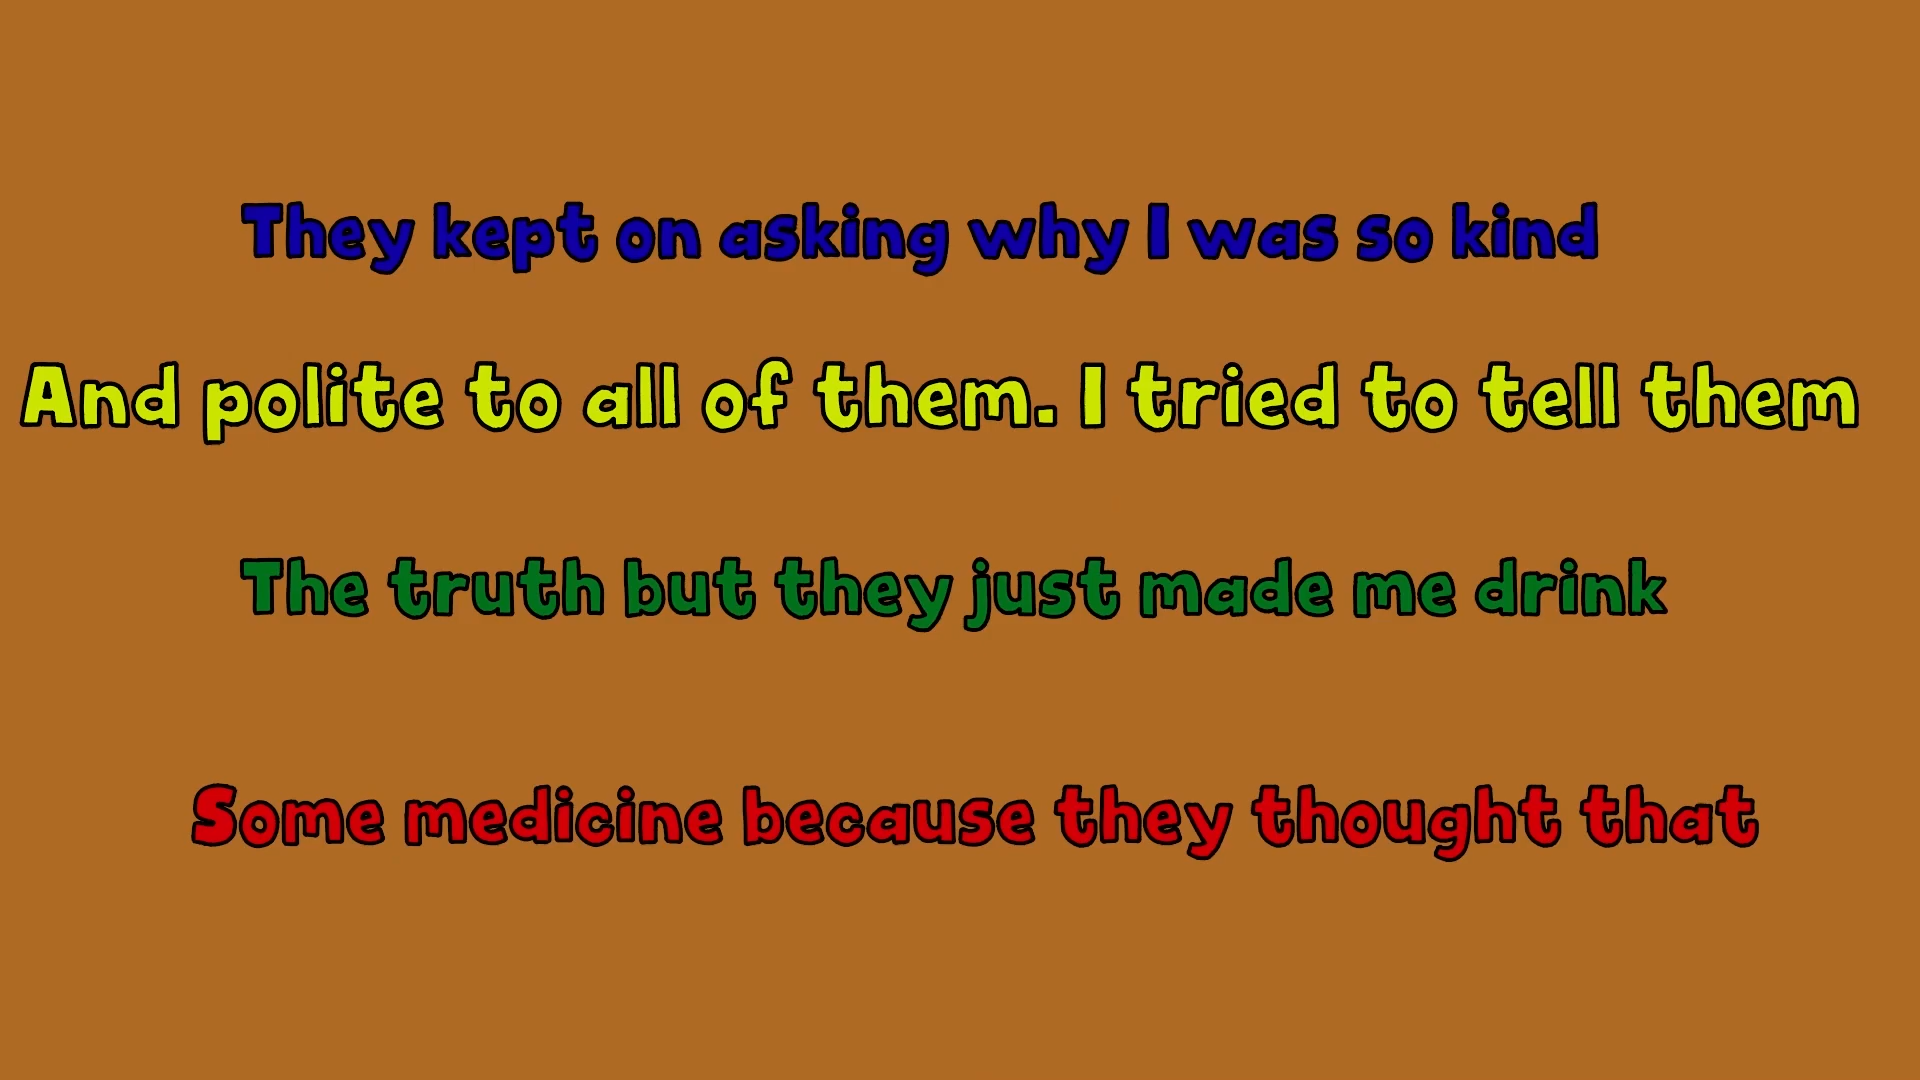 They kept on asking why I was so kind
And polite to all of them. I tried to tell them
The truth but they just made me drink
Some medicine because they thought that